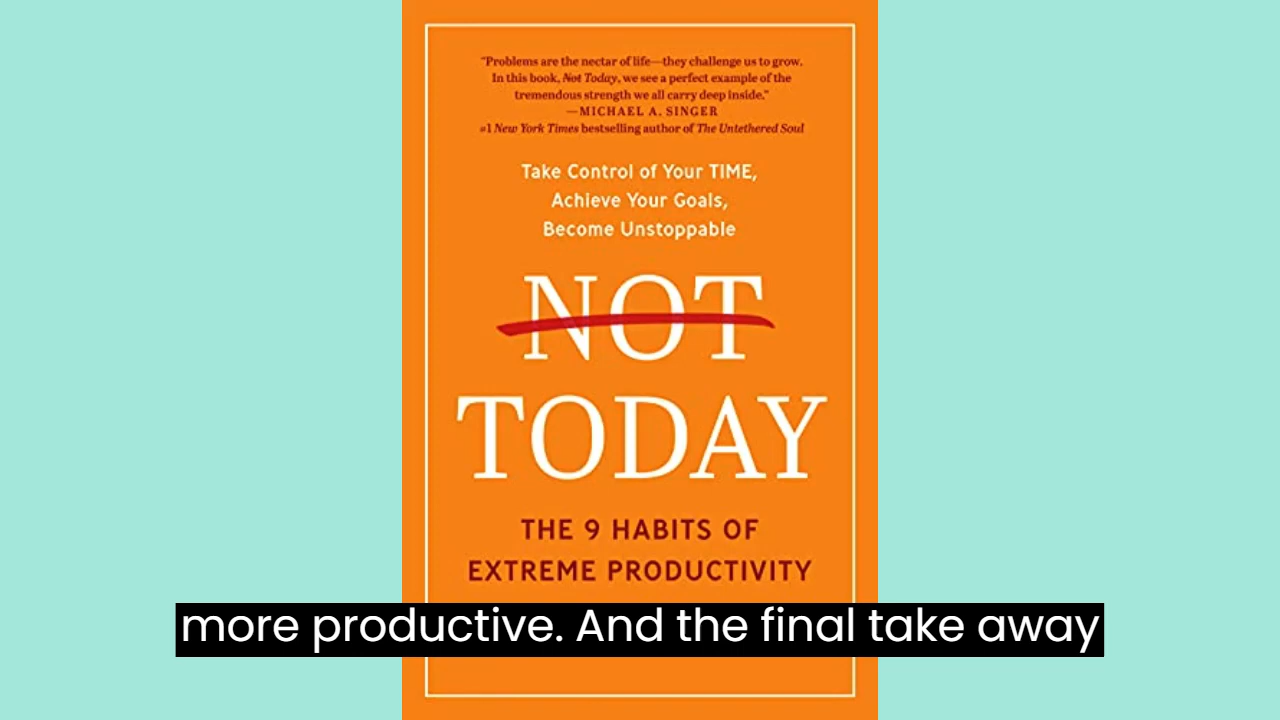 "Problems are the nectar of life—they challenge us to grow.
In this book, Not Today, we see a perfect example of the
tremendous strength we all carry deep inside."
—MICHAEL A. SINGER
#1 New York Times bestselling author of The Untethered Soul
Take Control of Your TIME,
Achieve Your Goals,
Become Unstoppable
NOT
TODAY
THE 9 HABITS OF
EXTREME PRODUCTIVITY
more productive. And the final take away